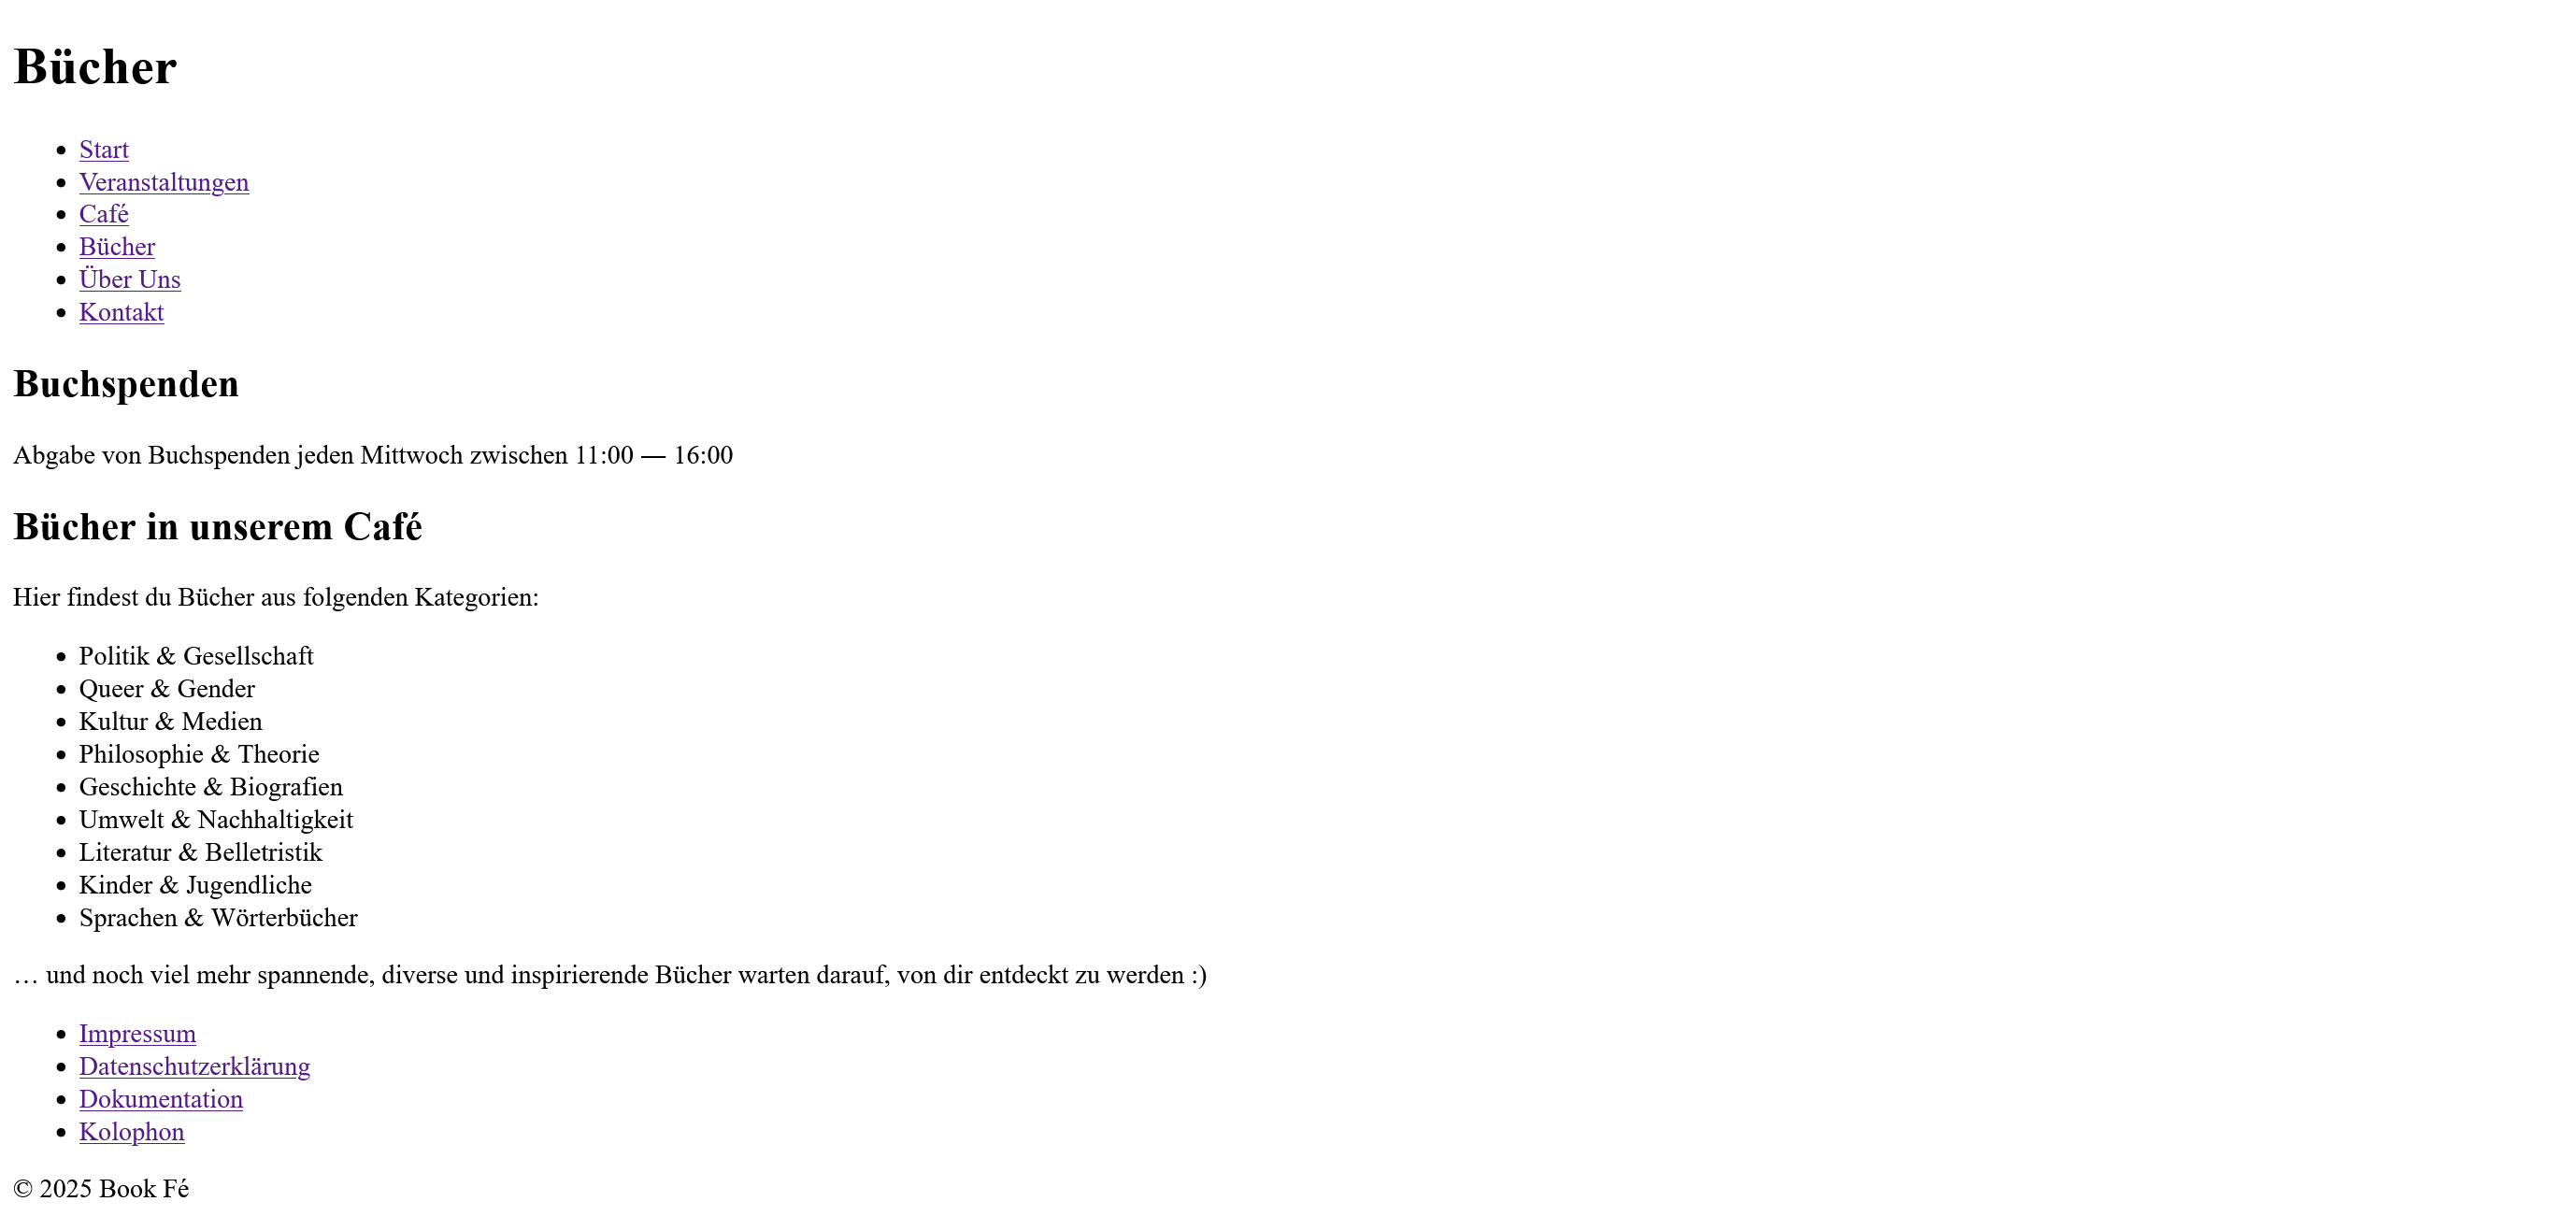 Bücher
Start
Veranstaltungen
Café
Bücher
Über Uns
Kontakt
Buchspenden
Abgabe von Buchspenden jeden Mittwoch zwischen 11:00 — 16:00
Bücher in unserem Café
Hier findest du Bücher aus folgenden Kategorien:
Politik & Gesellschaft
Queer & Gender
Kultur & Medien
Philosophie & Theorie
Geschichte & Biografien
Umwelt & Nachhaltigkeit
Literatur & Belletristik
Kinder & Jugendliche
Sprachen & Wörterbücher
… und noch viel mehr spannende, diverse und inspirierende Bücher warten darauf, von dir entdeckt zu werden :)
Impressum
Datenschutzerklärung
Dokumentation
Kolophon
© 2025 Book Fé